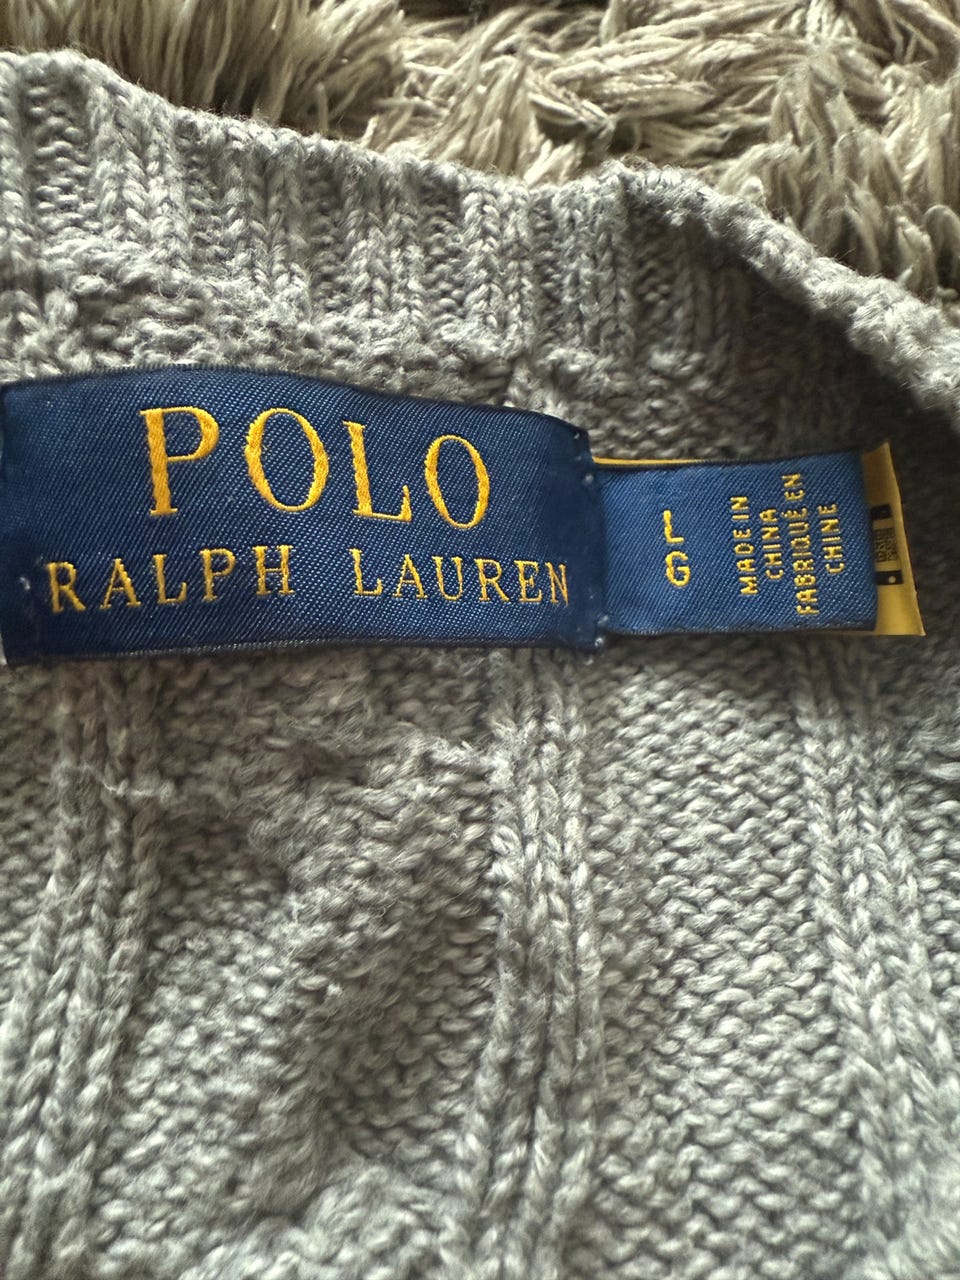 POLO
RALPH LAUREN
L
G
MADE IN
CHINA
FABRIQUÉ EN
CHINE